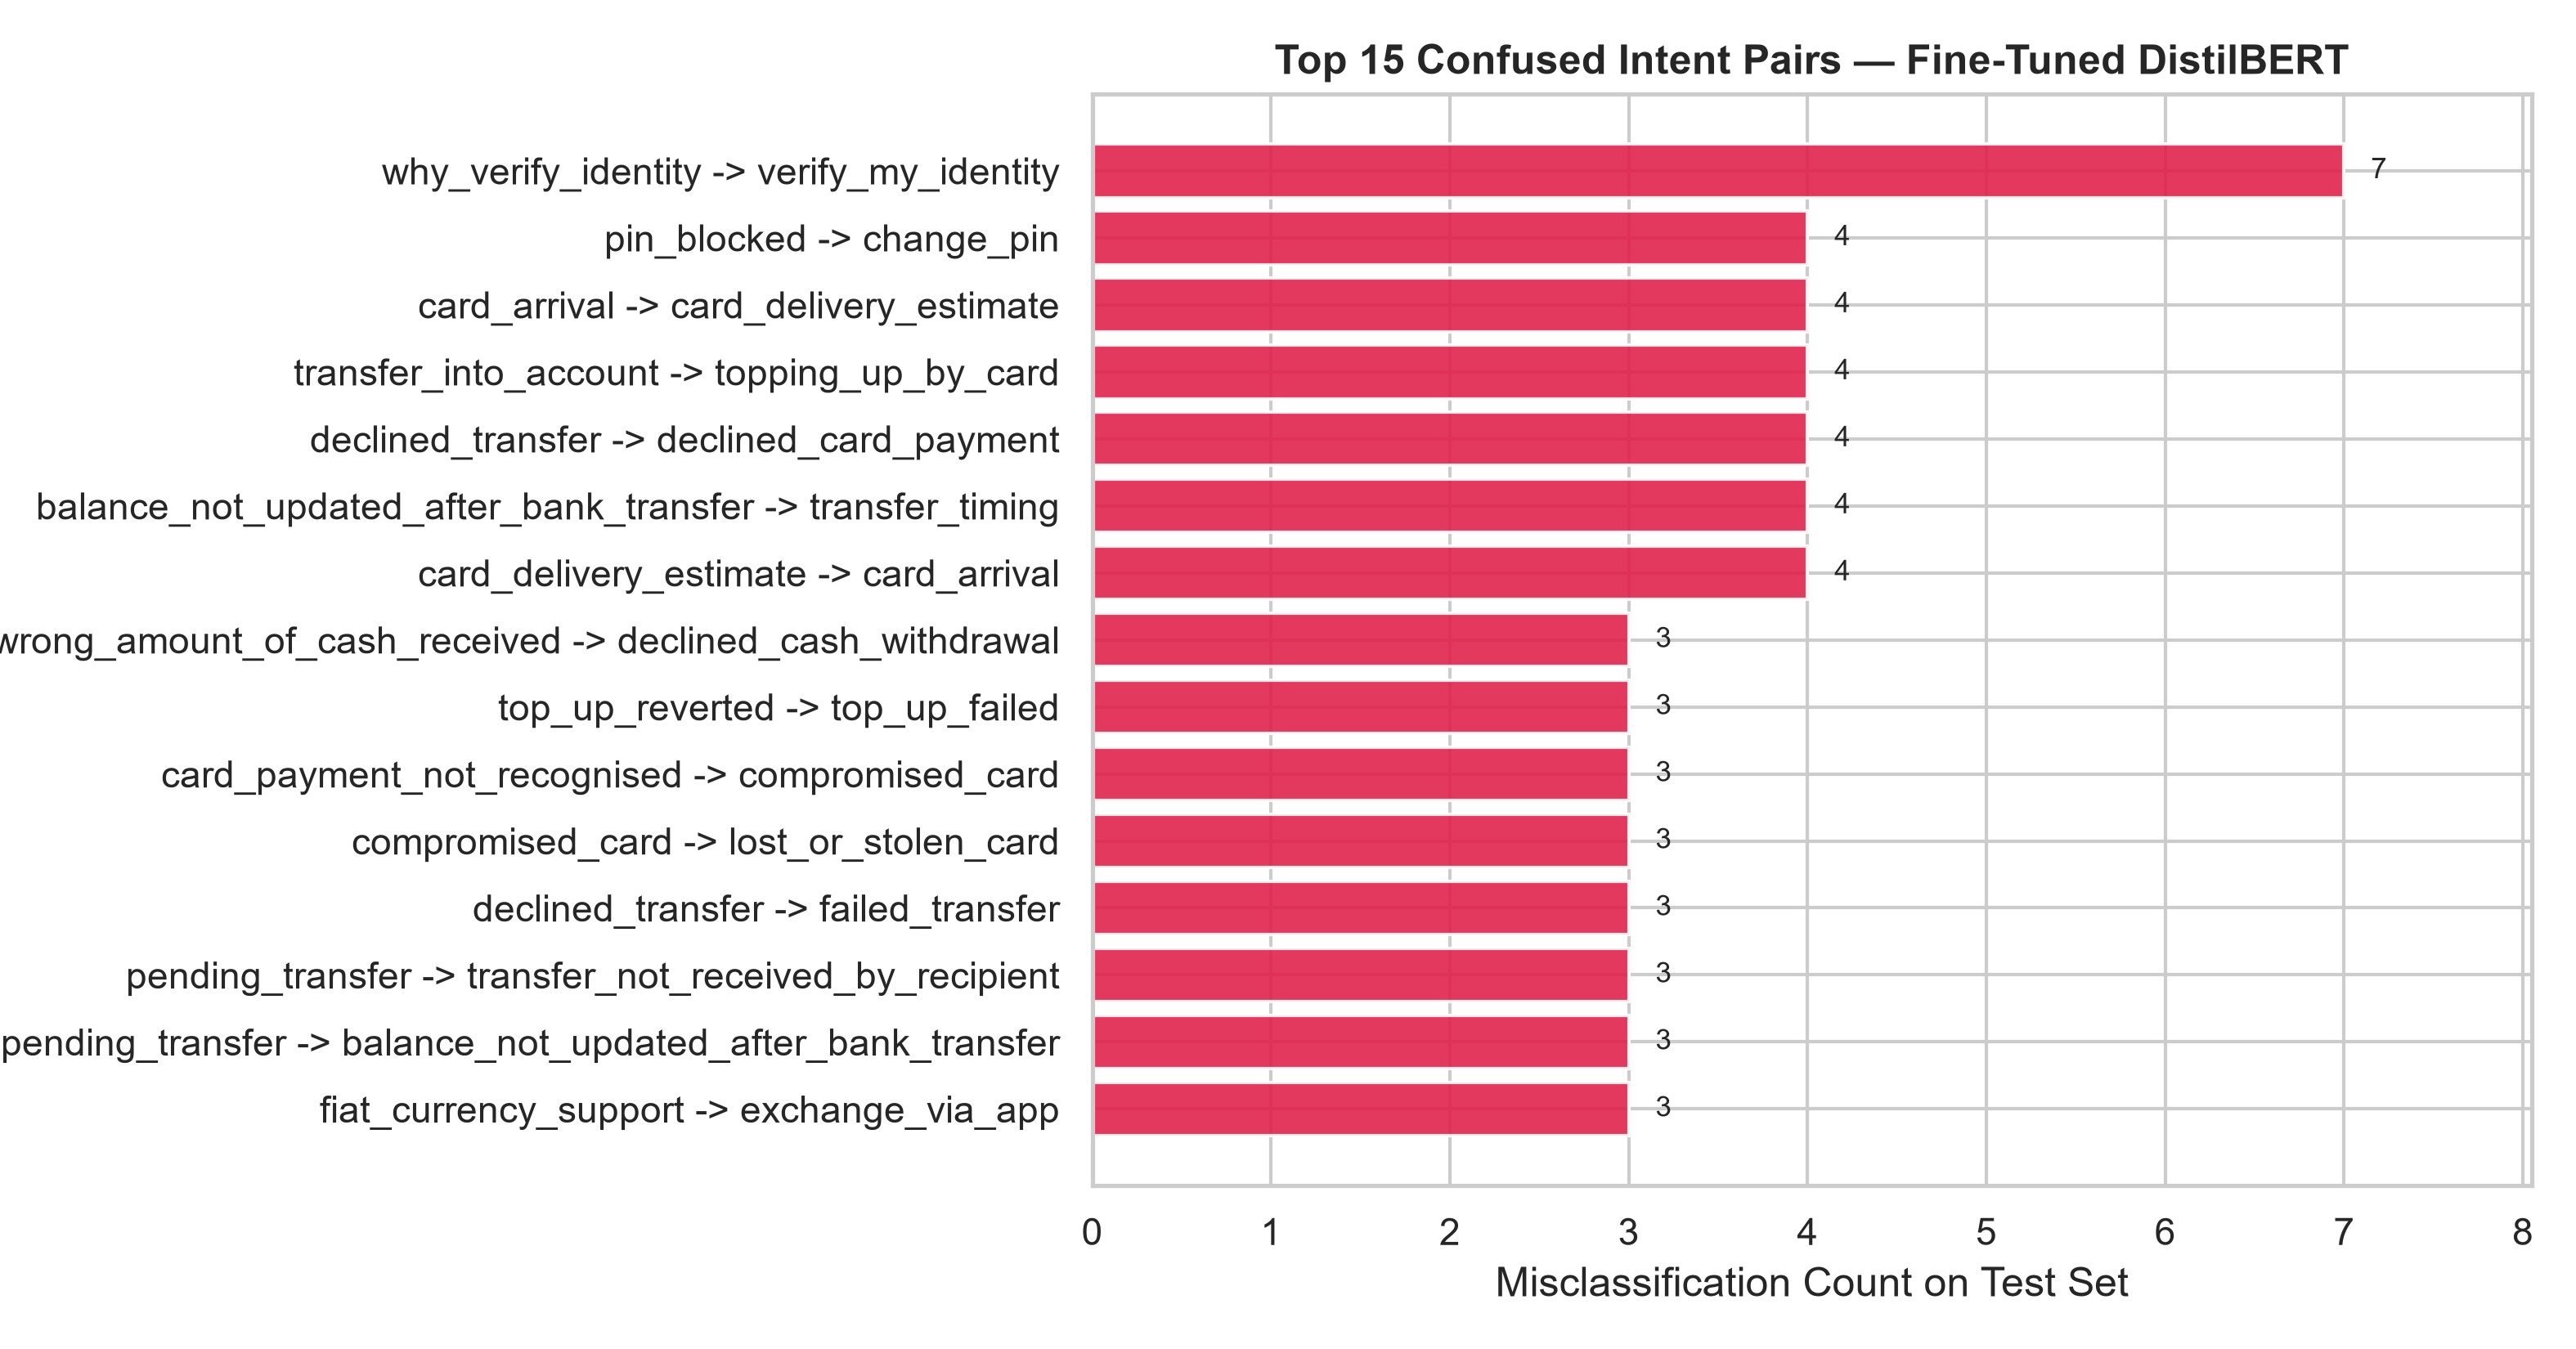 Top 15 Confused Intent Pairs — Fine-Tuned DistilBERT
why_verify_identity -> verify_my_identity 7
pin_blocked -> change_pin 4
card_arrival -> card_delivery_estimate 4
transfer_into_account -> topping_up_by_card 4
declined_transfer -> declined_card_payment 4
balance_not_updated_after_bank_transfer -> transfer_timing 4
card_delivery_estimate -> card_arrival 4
wrong_amount_of_cash_received -> declined_cash_withdrawal 3
top_up_reverted -> top_up_failed 3
card_payment_not_recognised -> compromised_card 3
compromised_card -> lost_or_stolen_card 3
declined_transfer -> failed_transfer 3
pending_transfer -> transfer_not_received_by_recipient 3
pending_transfer -> balance_not_updated_after_bank_transfer 3
fiat_currency_support -> exchange_via_app 3
0 1 2 3 4 5 6 7 8
Misclassification Count on Test Set